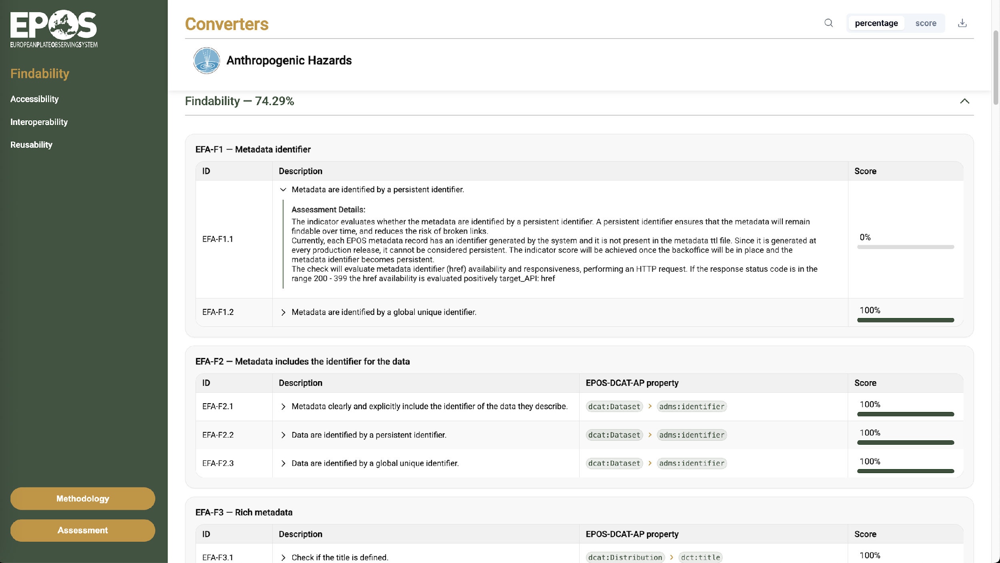 EPOS
EUROPEANPLATEOBSERVINGSYSTEM
Findability
Accessibility
Interoperability
Reusability
Methodology
Assessment
Converters
percentage score
Anthropogenic Hazards
Findability — 74.29%
EFA-F1 — Metadata identifier
ID Description Score
EFA-F1.1
Metadata are identified by a persistent identifier.
Assessment Details:
The indicator evaluates whether the metadata are identified by a persistent identifier. A persistent identifier ensures that the metadata will remain
findable over time, and reduces the risk of broken links.
Currently, each EPOS metadata record has an identifier generated by the system and it is not present in the metadata ttl file. Since it is generated at
every production release, it cannot be considered persistent. The indicator score will be achieved once the backoffice will be in place and the
metadata identifier becomes persistent.
The check will evaluate metadata identifier (href) availability and responsiveness, performing an HTTP request. If the response status code is in the
range 200 - 399 the href availability is evaluated positively target_API: href
0%
EFA-F1.2 Metadata are identified by a global unique identifier. 100%
EFA-F2 — Metadata includes the identifier for the data
ID Description EPOS-DCAT-AP property Score
EFA-F2.1 Metadata clearly and explicitly include the identifier of the data they describe. dcat:Dataset > adms:identifier 100%
EFA-F2.2 Data are identified by a persistent identifier. dcat:Dataset > adms:identifier 100%
EFA-F2.3 Data are identified by a global unique identifier. dcat:Dataset > adms:identifier 100%
EFA-F3 — Rich metadata
ID Description EPOS-DCAT-AP property Score
EFA-F3.1 Check if the title is defined. dcat:Distribution > dct:title 100%